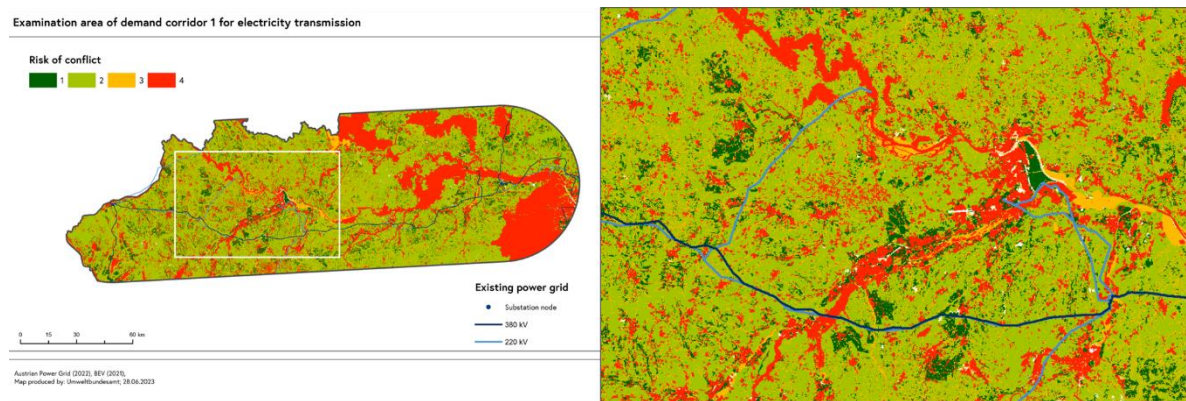 Examination area of demand corridor 1 for electricity transmission
Risk of conflict
1 2 3 4
Existing power grid
Substation node
380 kV
220 kV
0 15 30 60 km
Austrian Power Grid (2022), BEV (2021),
Map produced by: Umweltbundesamt; 28.06.2023